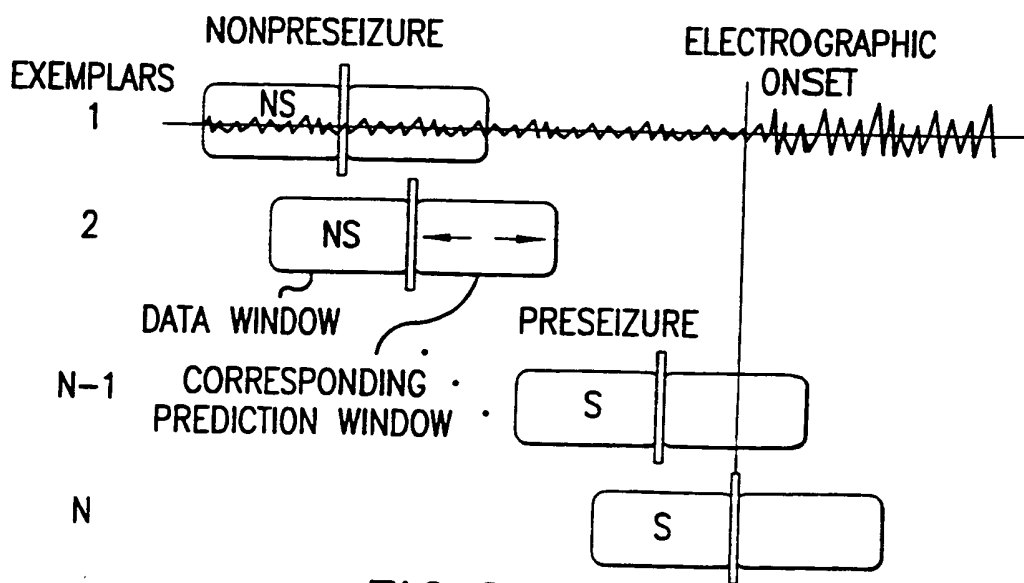 NONPRESEIZURE
ELECTROGRAPHIC
ONSET
EXEMPLARS
1
NS
2
NS
DATA WINDOW
PRESEIZURE
CORRESPONDING
PREDICTION WINDOW
N-1
S
N
S